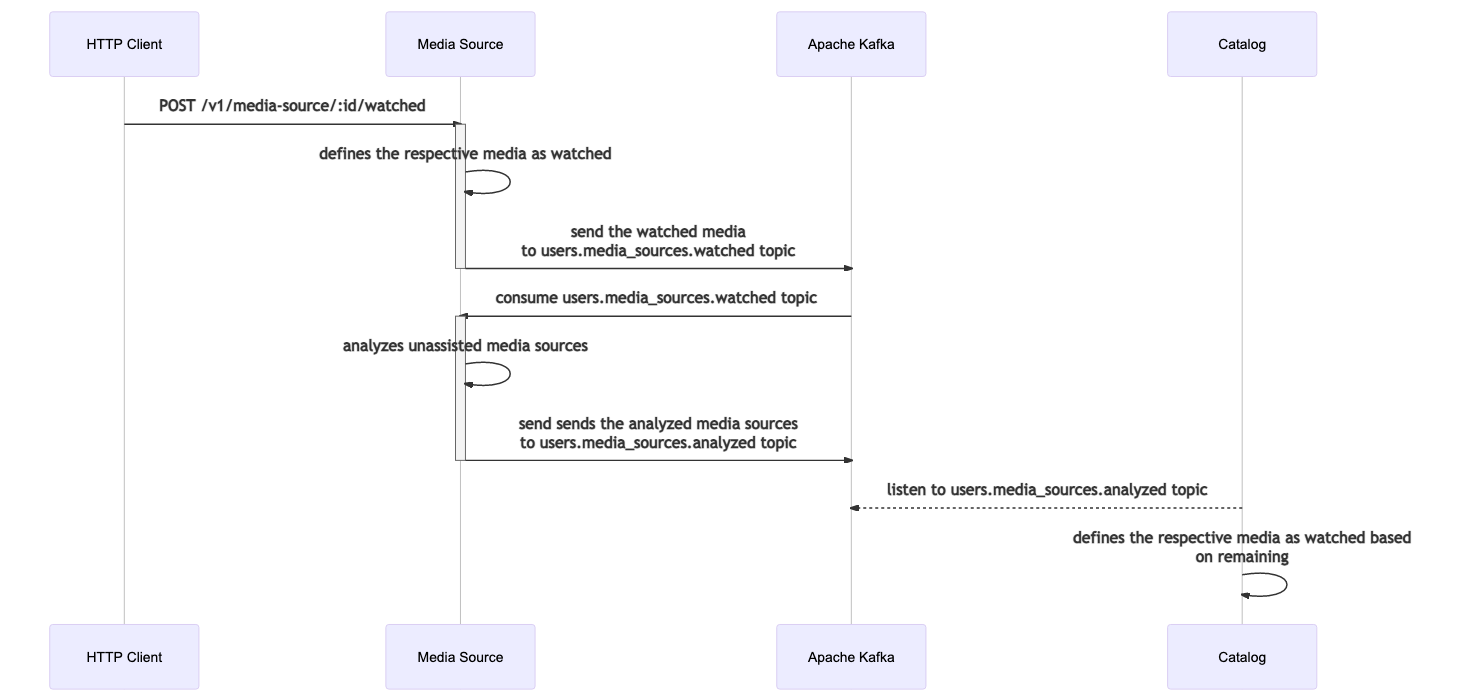 HTTP Client
Media Source
Apache Kafka
Catalog
POST /v1/media-source/:id/watched
defines the respective media as watched
send the watched media
to users.media_sources.watched topic
consume users.media_sources.watched topic
analyzes unassisted media sources
send sends the analyzed media sources
to users.media_sources.analyzed topic
listen to users.media_sources.analyzed topic
defines the respective media as watched based
on remaining
HTTP Client
Media Source
Apache Kafka
Catalog